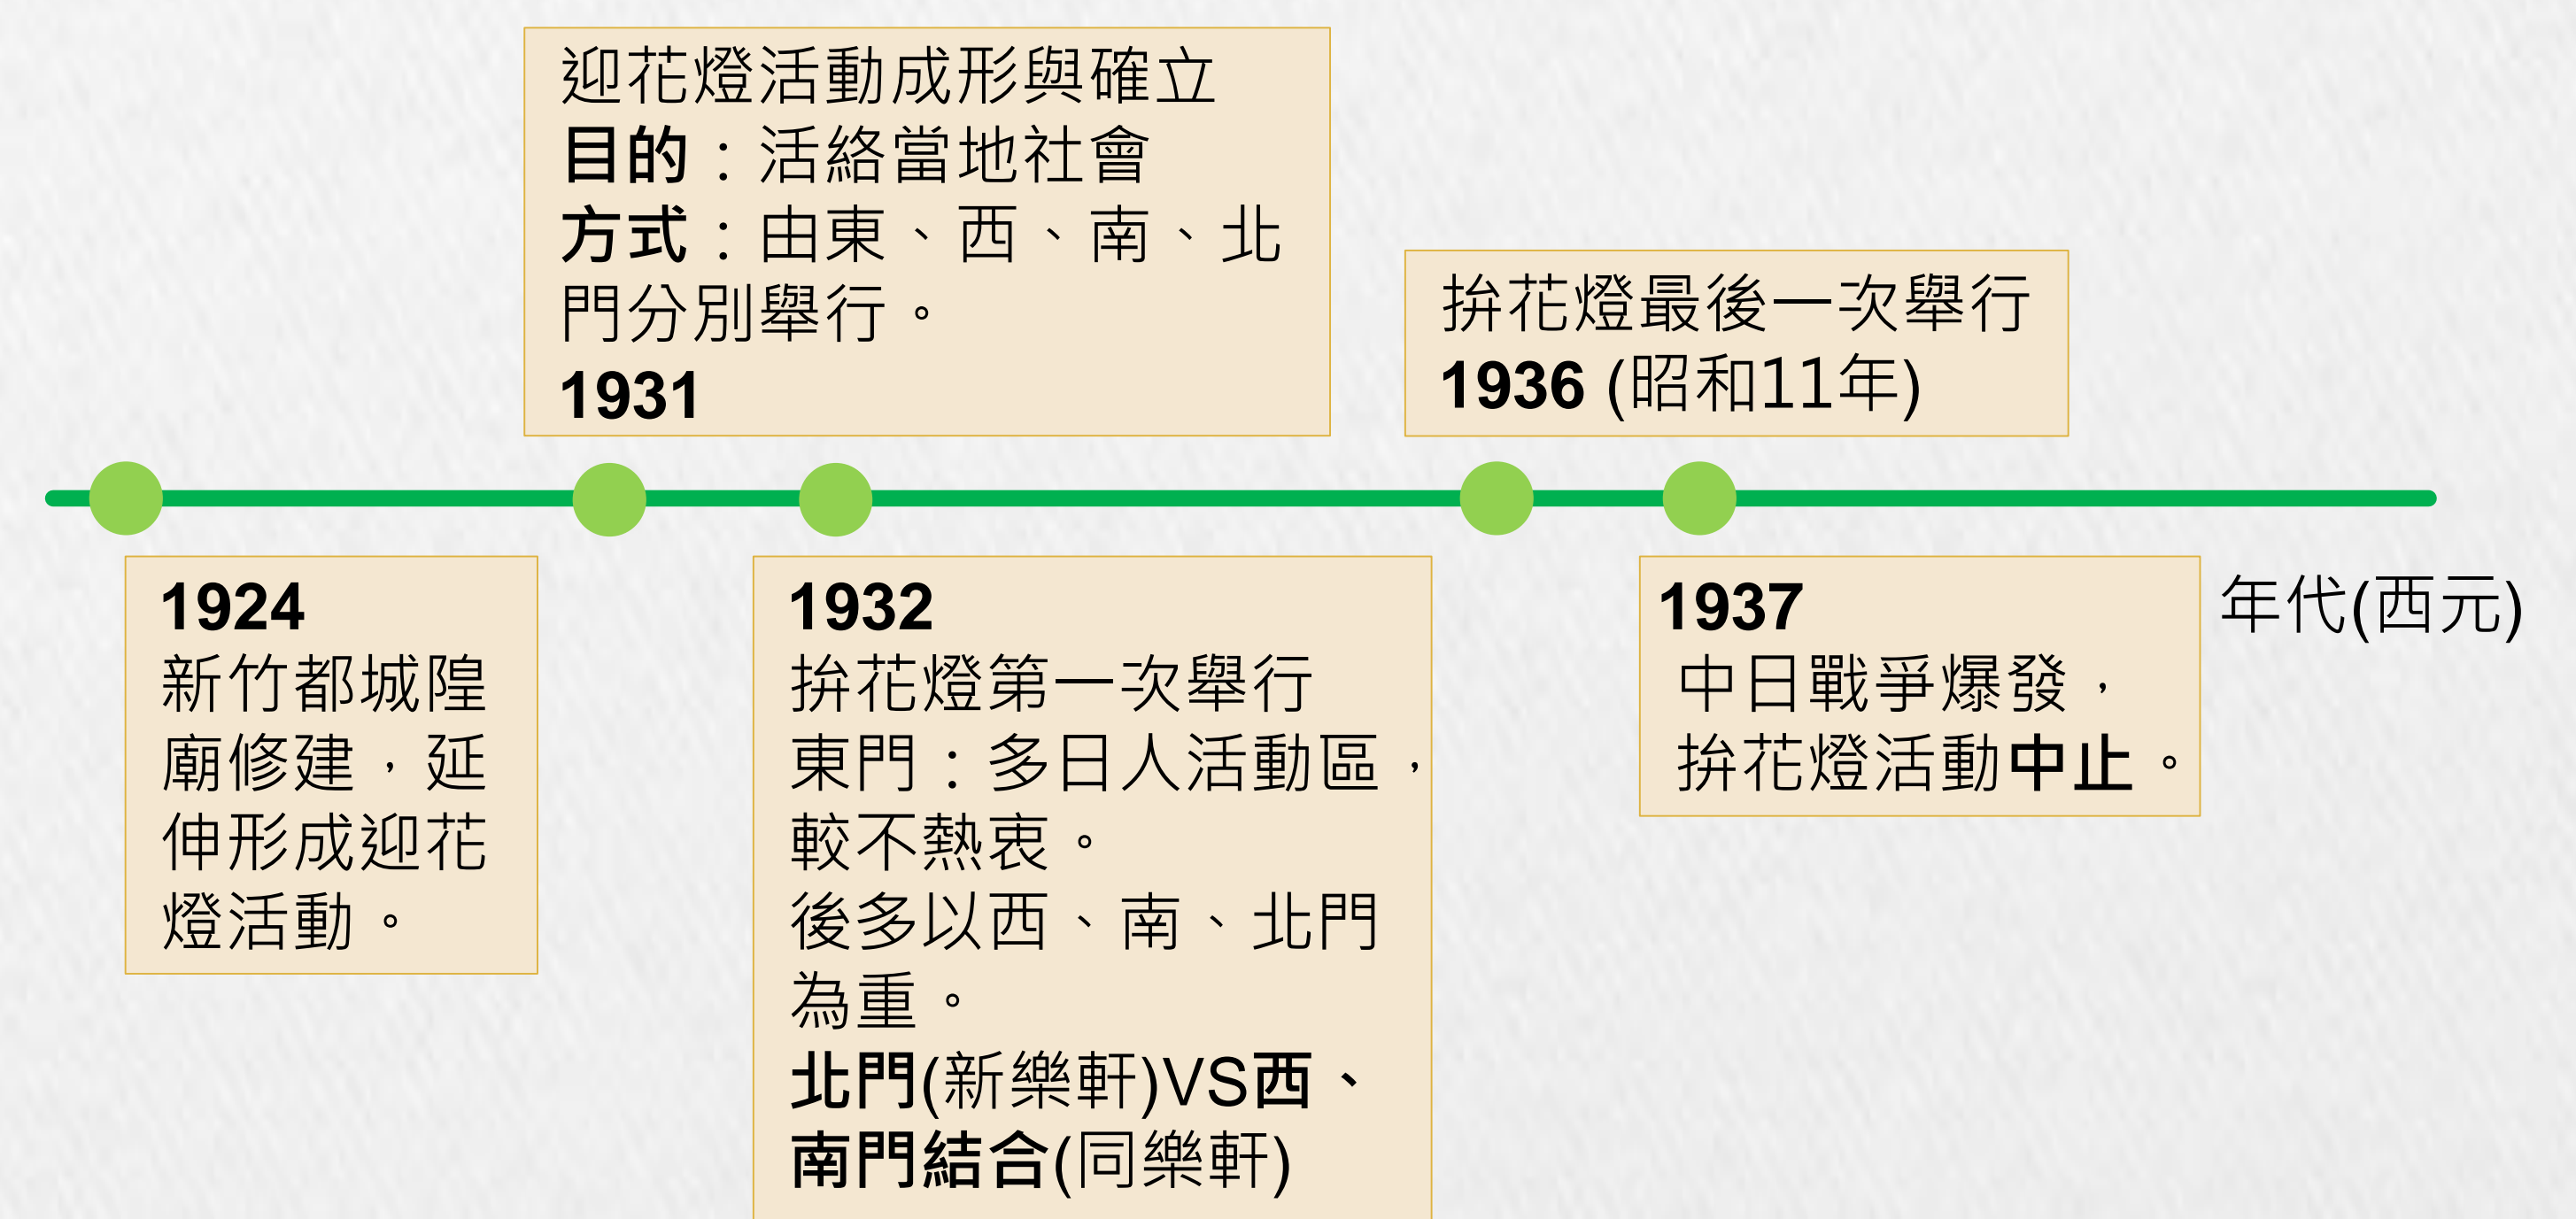 迎花燈活動成形與確立
目的：活絡當地社會
方式：由東、西、南、北
門分別舉行。
1931
拚花燈最後一次舉行
1936 (昭和11年)
1924
新竹都城隍
廟修建，延
伸形成迎花
燈活動。
1932
拚花燈第一次舉行
東門：多日人活動區，
較不熱衷。
後多以西、南、北門
為重。
北門(新樂軒)VS西、
南門結合(同樂軒)
1937
中日戰爭爆發，
拚花燈活動中止。
年代(西元)